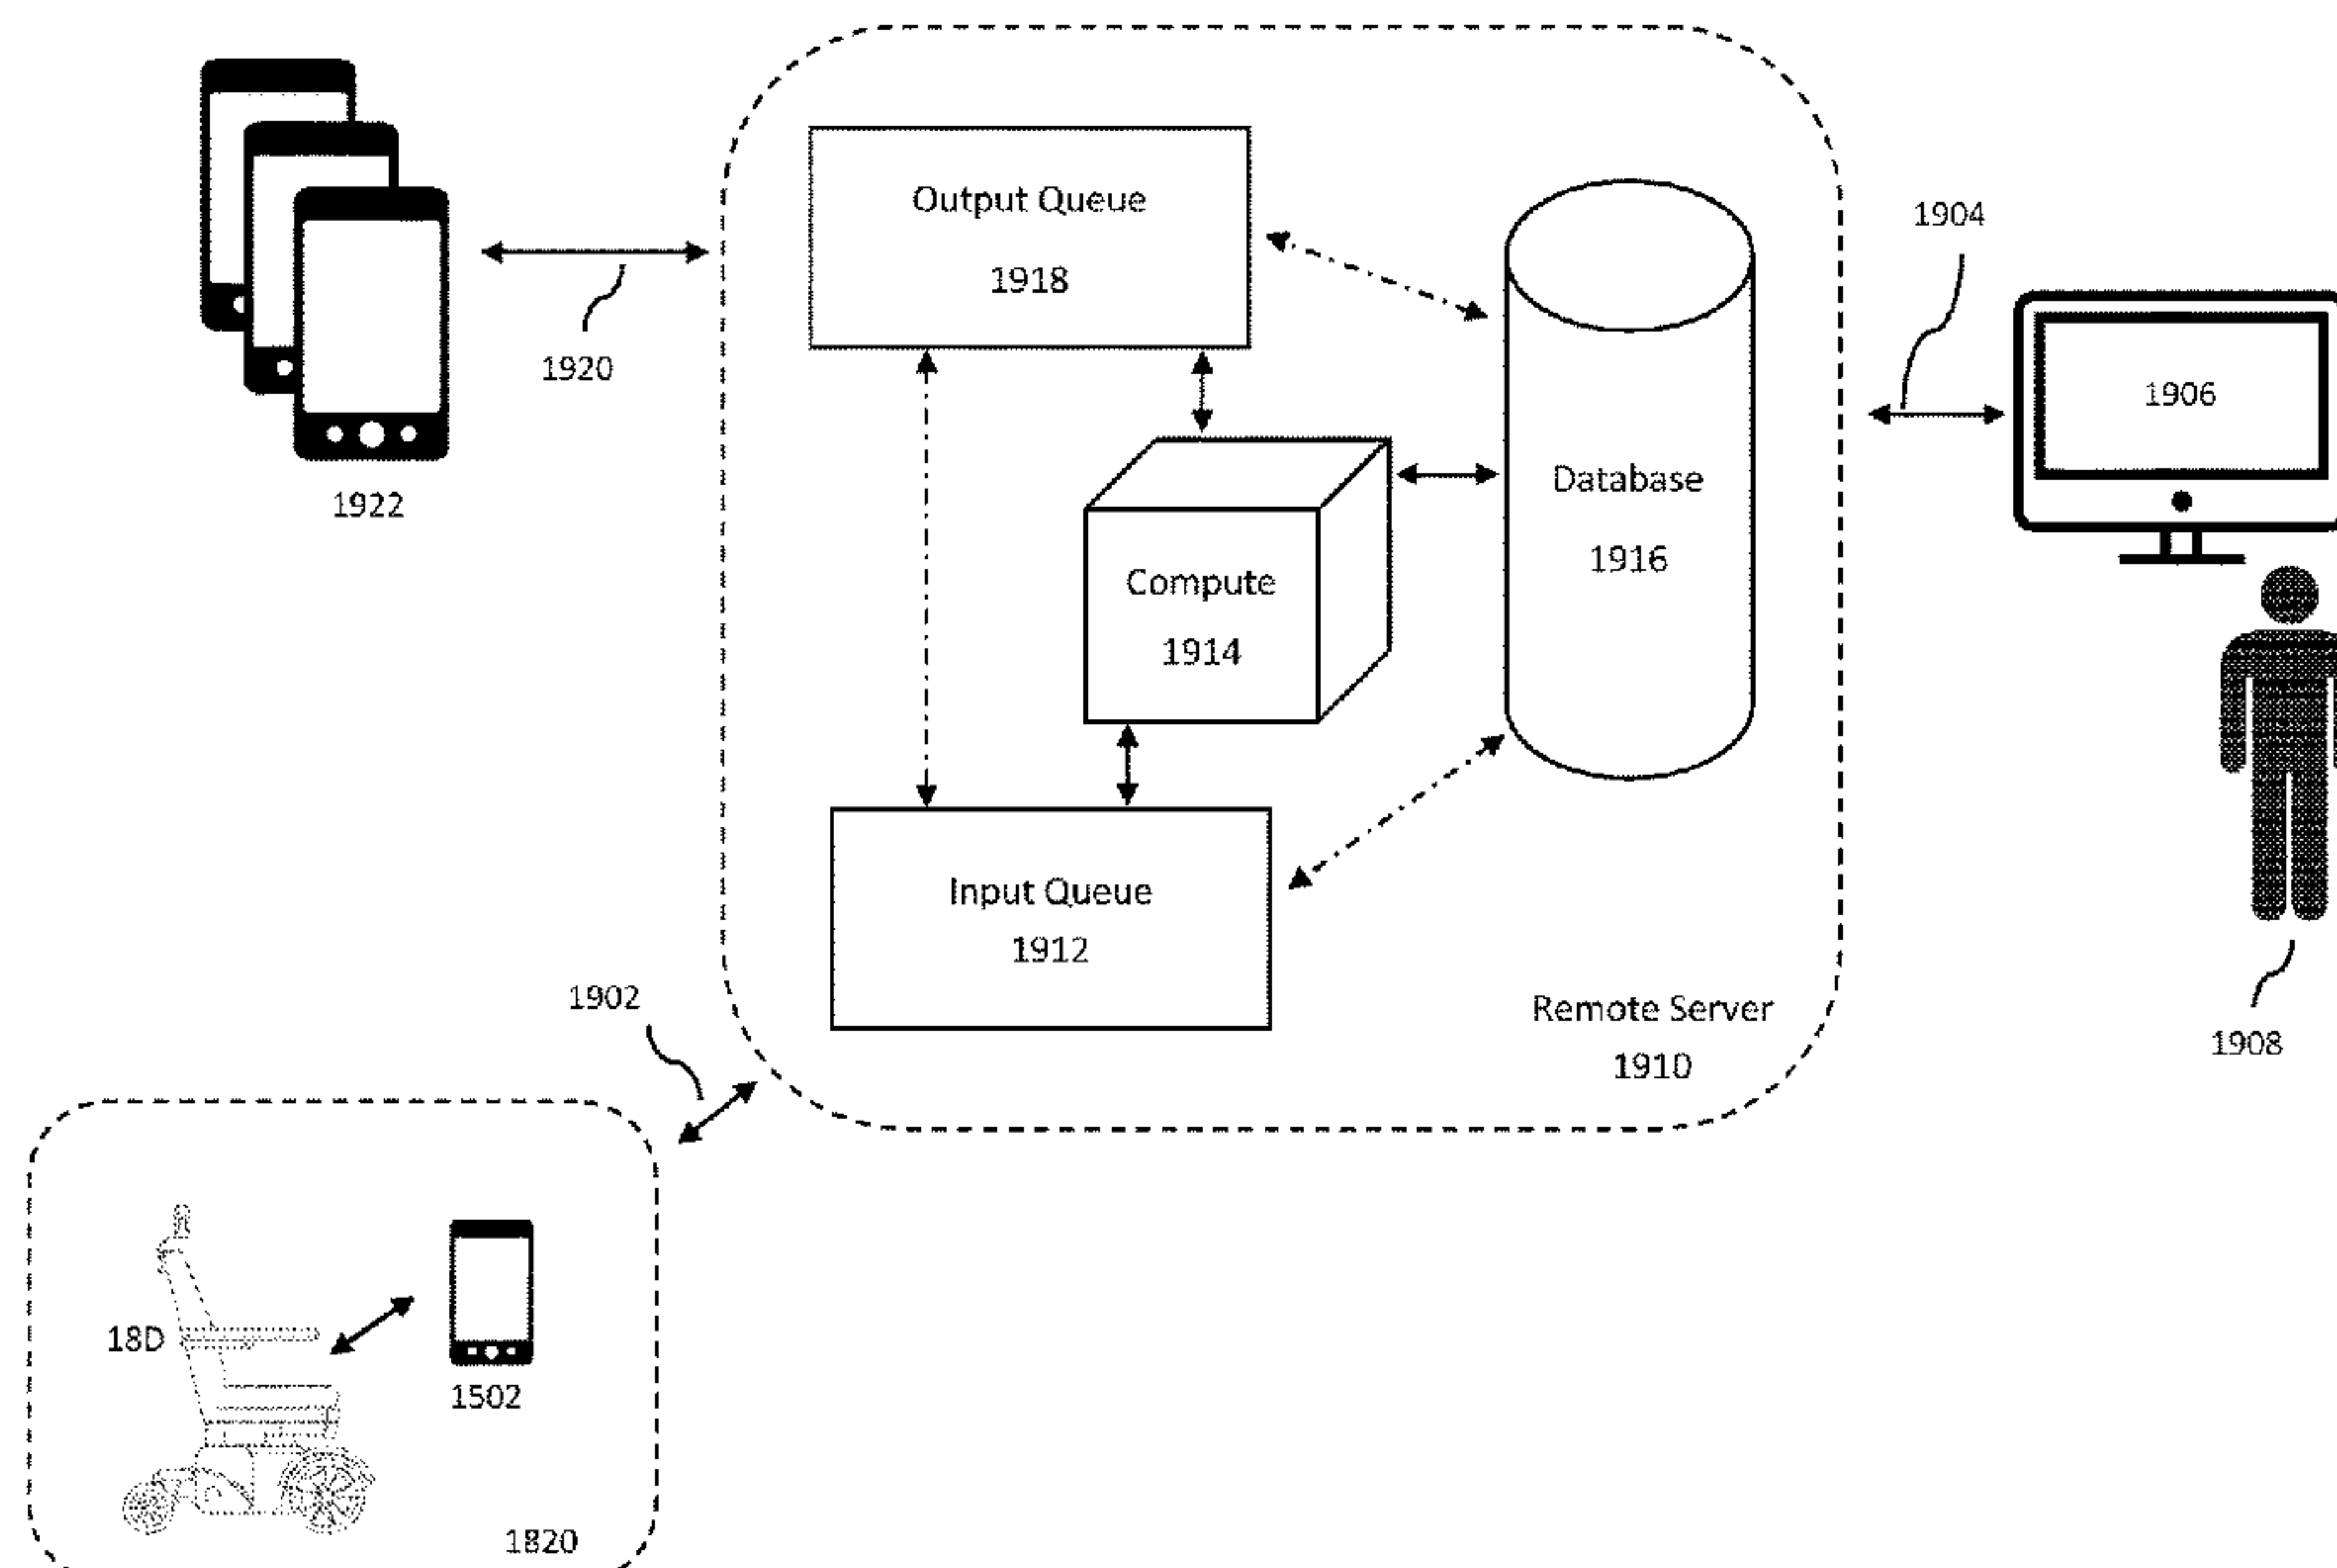 Output Queue
1918
1904
1920
1906
1922
Database
1916
Compute
1914
Input Queue
1912
1902
Remote Server
1910
1908
18D
1502
1820